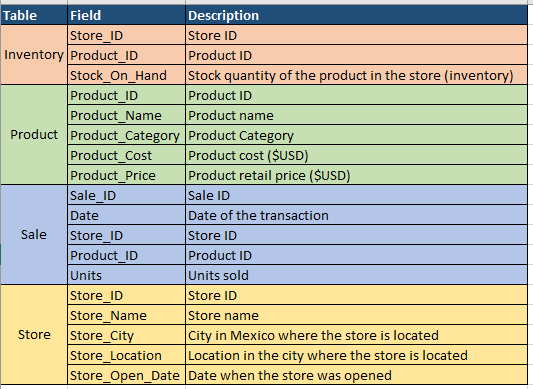 Table Field Description
Store_ID Store ID
Inventory Product_ID Product ID
Stock_On_Hand Stock quantity of the product in the store (inventory)
Product_ID Product ID
Product_Name Product name
Product Product_Category Product Category
Product_Cost Product cost ($USD)
Product_Price Product retail price ($USD)
Sale_ID Sale ID
Date Date of the transaction
Sale Store_ID Store ID
Product_ID Product ID
Units Units sold
Store_ID Store ID
Store_Name Store name
Store Store_City City in Mexico where the store is located
Store_Location Location in the city where the store is located
Store_Open_Date Date when the store was opened